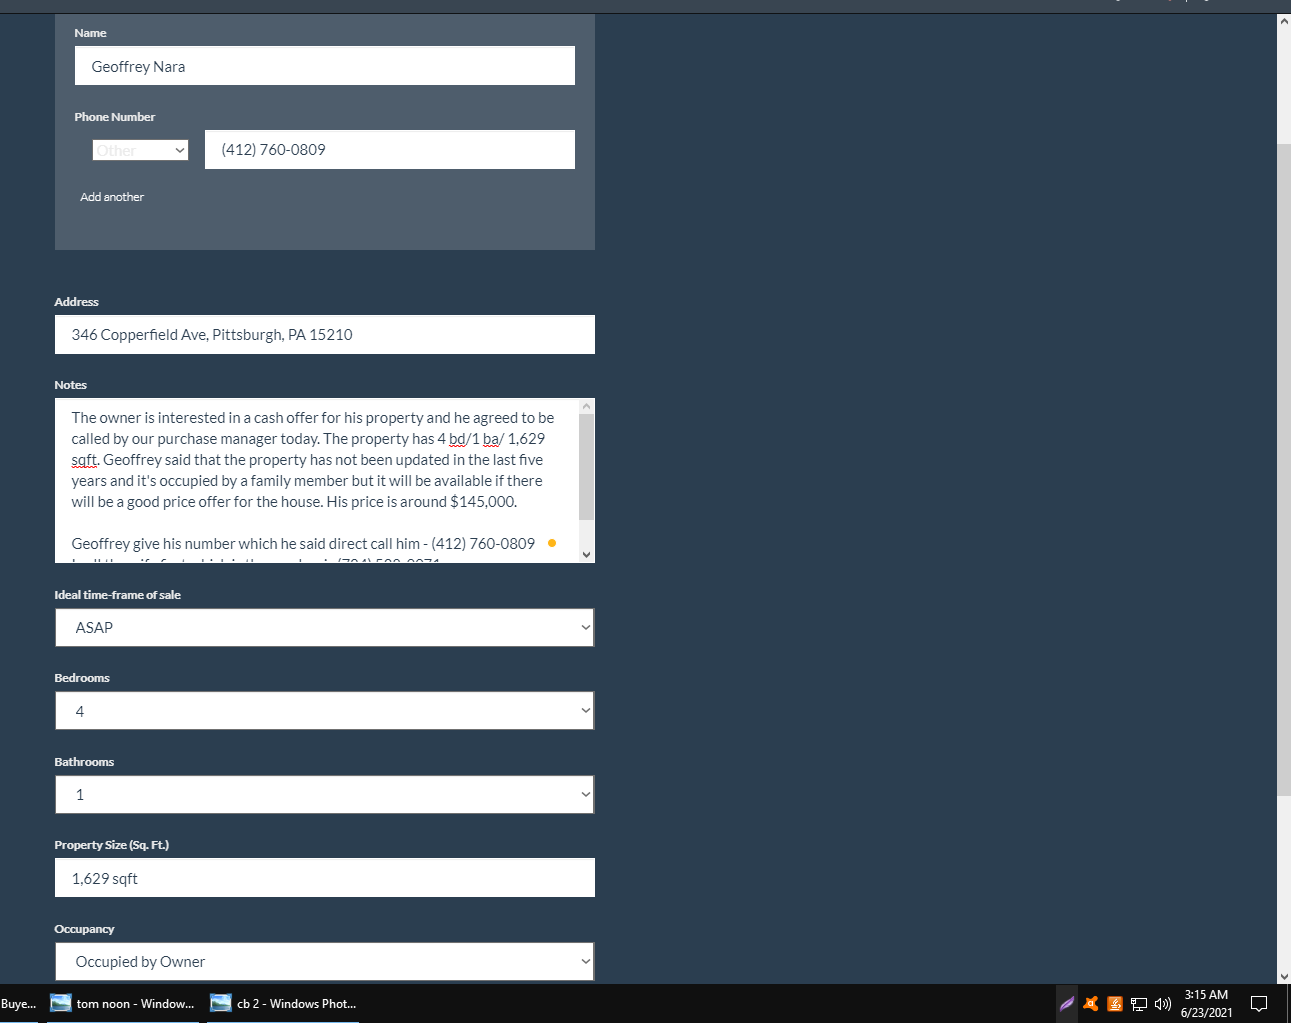 Name
Geoffrey Nara
Phone Number
Other
(412) 760-0809
Add another
Address
346 Copperfield Ave, Pittsburgh, PA 15210
Notes
The owner is interested in a cash offer for his property and he agreed to be
called by our purchase manager today. The property has 4 bd/1 ba/ 1,629
sqft. Geoffrey said that the property has not been updated in the last five
years and it's occupied by a family member but it will be available if there
will be a good price offer for the house. His price is around $145,000.
Geoffrey give his number which he said direct call him - (412) 760-0809
Ideal time-frame of sale
ASAP
Bedrooms
4
Bathrooms
1
Property Size (Sq. Ft.)
1,629 sqft
Occupancy
Occupied by Owner
Buye...
tom noon - Window...
cb 2 - Windows Phot...
3:15 AM
6/23/2021